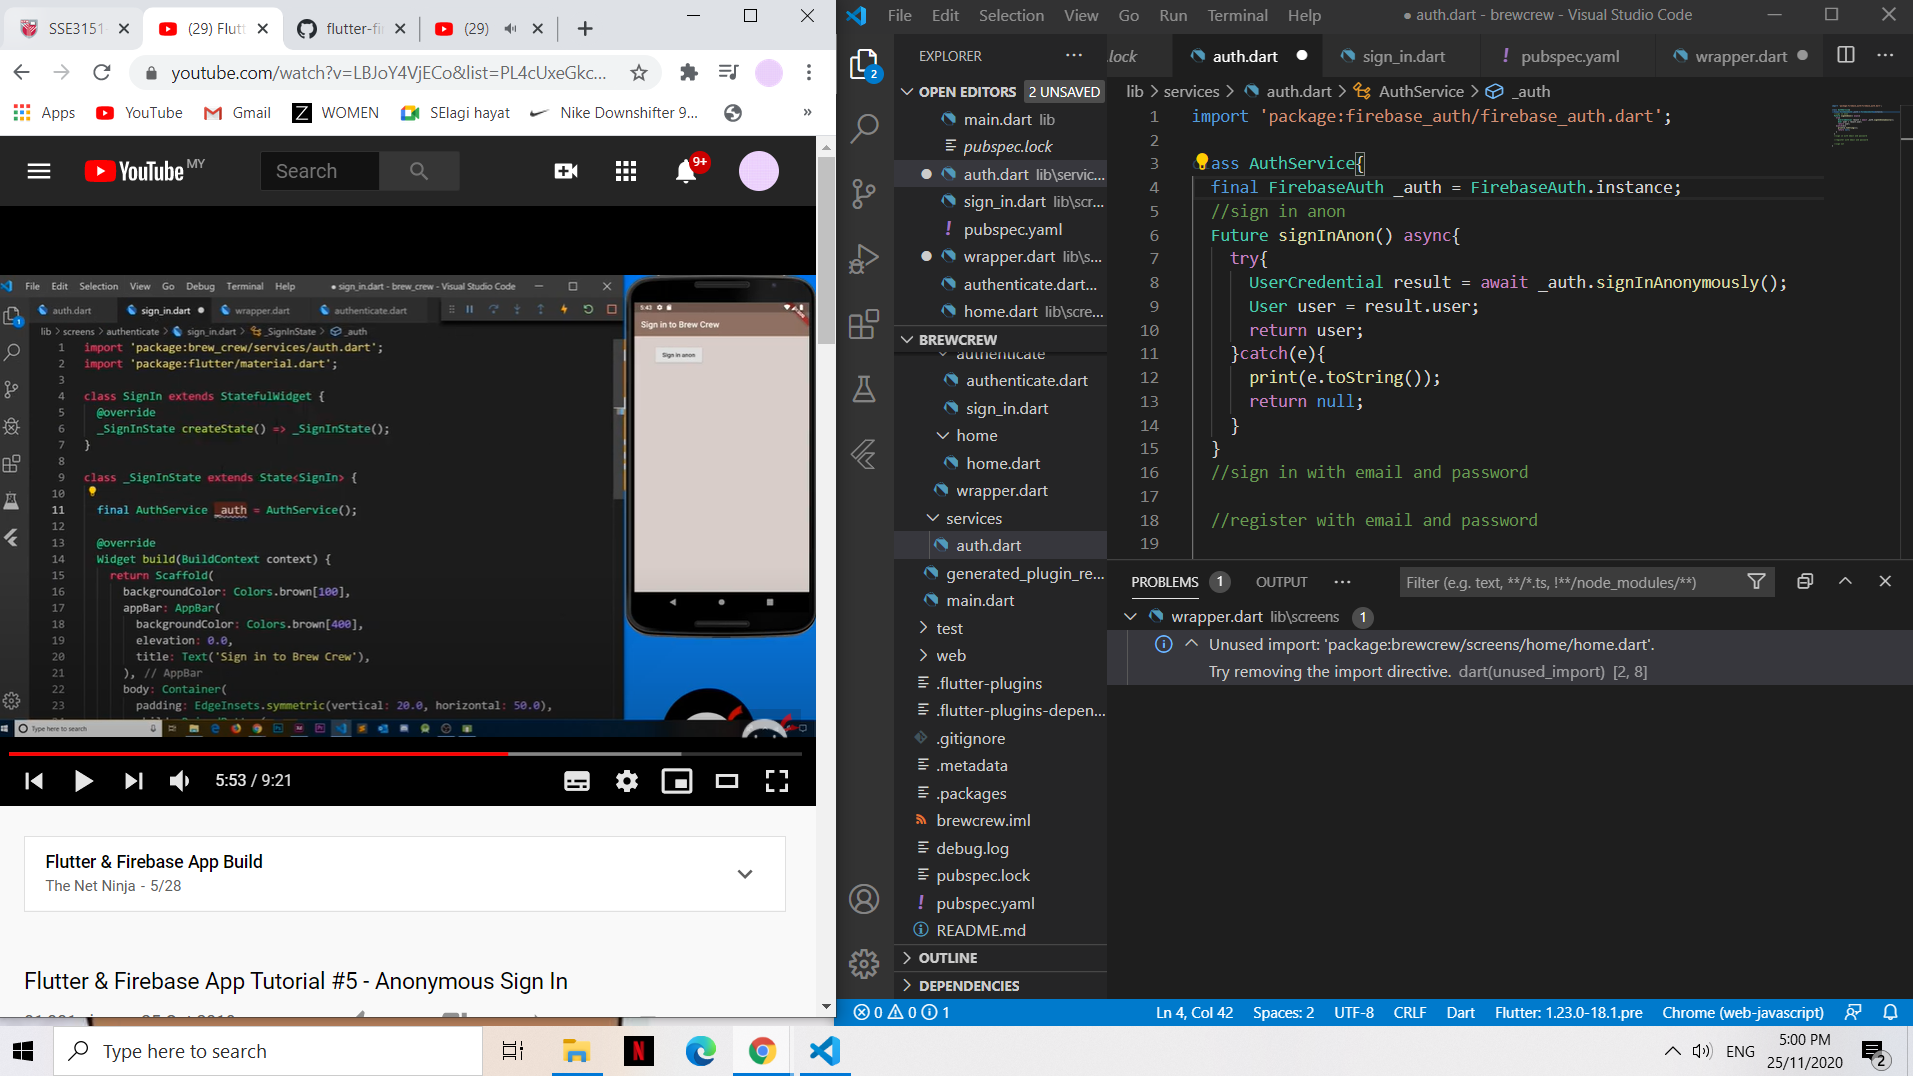 SSE3151
(29) Flutt
flutter-fi
(29)
youtube.com/watch?v=LBJoY4VjECo&list=PL4cUxeGkc...
Apps
YouTube
Gmail
WOMEN
SElagi hayat
Nike Downshifter 9...
»
YouTube MY
Search
9+
File Edit Selection View Go Debug Terminal Help
● sign_in.dart - brew_crew - Visual Studio Code
auth.dart
sign_in.dart ●
wrapper.dart
authenticate.dart
lib > screens > authenticate > sign_in.dart > _SignInState > _auth
1 import 'package:brew_crew/services/auth.dart';
2 import 'package:flutter/material.dart';
3
4 class SignIn extends StatefulWidget {
5 @override
6 _SignInState createState() => _SignInState();
7 }
8
9 class _SignInState extends State<SignIn> {
10
11 final AuthService _auth = AuthService();
12
13 @override
14 Widget build(BuildContext context) {
15 return Scaffold(
16 backgroundColor: Colors.brown[100],
17 appBar: AppBar(
18 backgroundColor: Colors.brown[400],
19 elevation: 0.0,
20 title: Text('Sign in to Brew Crew'),
21 ), // AppBar
22 body: Container(
23 padding: EdgeInsets.symmetric(vertical: 20.0, horizontal: 50.0),
Type here to search
5:43
Sign in to Brew Crew
Sign in anon
5:53 / 9:21
Flutter & Firebase App Build
The Net Ninja - 5/28
Flutter & Firebase App Tutorial #5 - Anonymous Sign In
File Edit Selection View Go Run Terminal Help
● auth.dart - brewcrew - Visual Studio Code
2
EXPLORER
OPEN EDITORS 2 UNSAVED
main.dart lib
pubspec.lock
auth.dart lib\servic...
sign_in.dart lib\scr...
pubspec.yaml
wrapper.dart lib\s...
authenticate.dart...
home.dart lib\scre...
BREWCREW
authenticate
authenticate.dart
sign_in.dart
home
home.dart
wrapper.dart
services
auth.dart
generated_plugin_re...
main.dart
test
web
.flutter-plugins
.flutter-plugins-depen...
.gitignore
.metadata
.packages
brewcrew.iml
debug.log
pubspec.lock
pubspec.yaml
README.md
OUTLINE
DEPENDENCIES
.lock
auth.dart ●
sign_in.dart
pubspec.yaml
wrapper.dart ●
lib > services > auth.dart > AuthService > _auth
1 import 'package:firebase_auth/firebase_auth.dart';
2
3 ass AuthService{
4 final FirebaseAuth _auth = FirebaseAuth.instance;
5 //sign in anon
6 Future signInAnon() async{
7 try{
8 UserCredential result = await _auth.signInAnonymously();
9 User user = result.user;
10 return user;
11 }catch(e){
12 print(e.toString());
13 return null;
14 }
15 }
16 //sign in with email and password
17
18 //register with email and password
19
PROBLEMS 1 OUTPUT ...
Filter (e.g. text, **/*.ts, !**/node_modules/**)
wrapper.dart lib\screens 1
Unused import: 'package:brewcrew/screens/home/home.dart'.
Try removing the import directive. dart(unused_import) [2, 8]
0 0 1
Ln 4, Col 42 Spaces: 2 UTF-8 CRLF Dart Flutter: 1.23.0-18.1.pre Chrome (web-javascript)
Type here to search
ENG
5:00 PM
25/11/2020
2